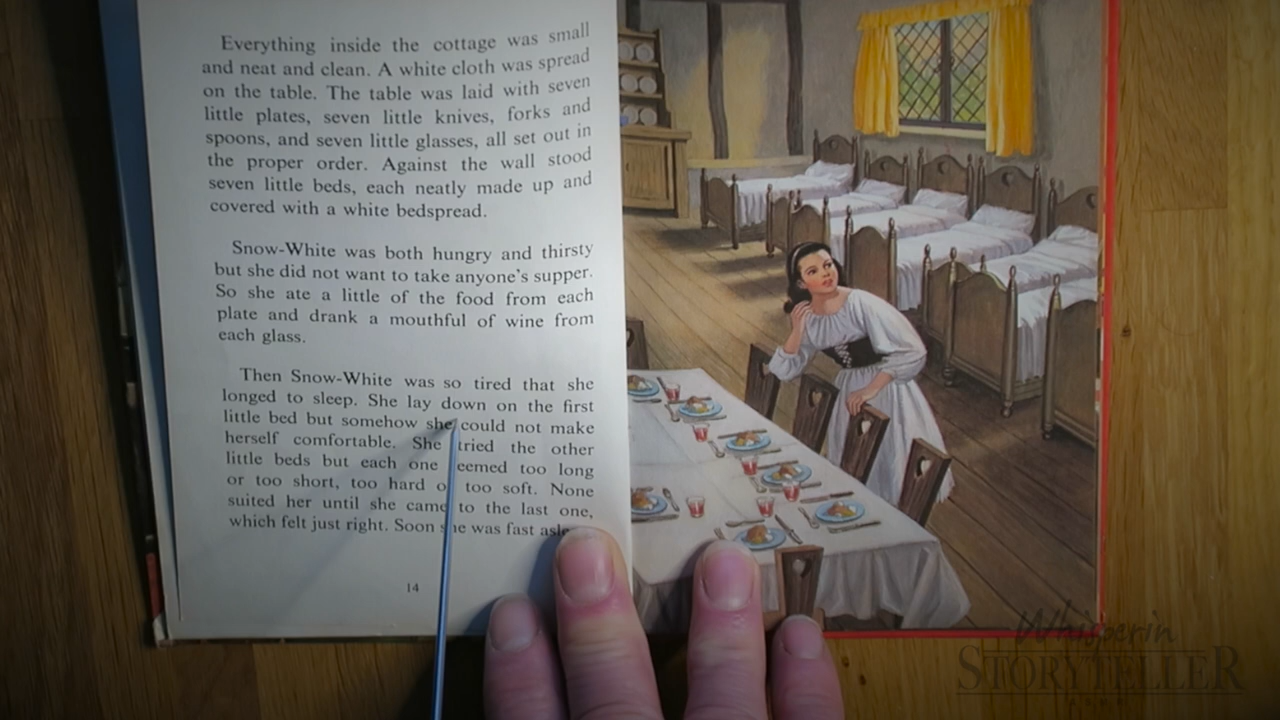 Everything inside the cottage was small
and neat and clean. A white cloth was spread
on the table. The table was laid with seven
little plates, seven little knives, forks and
spoons, and seven little glasses, all set out in
the proper order. Against the wall stood
seven little beds, each neatly made up and
covered with a white bedspread.
Snow-White was both hungry and thirsty
but she did not want to take anyone's supper.
So she ate a little of the food from each
plate and drank a mouthful of wine from
each glass.
Then Snow-White was so tired that she
longed to sleep. She lay down on the first
little bed but somehow she could not make
herself comfortable. She tried the other
little beds but each one seemed too long
or too short, too hard or too soft. None
suited her until she came to the last one,
which felt just right. Soon she was fast
14
Whisperin
STORYTELLER